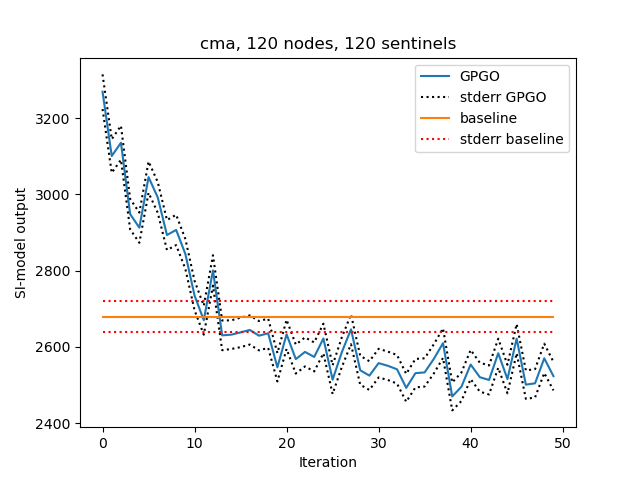 cma, 120 nodes, 120 sentinels
GPGO
stderr GPGO
baseline
stderr baseline
SI-model output
3200
3000
2800
2600
2400
0 10 20 30 40 50
Iteration